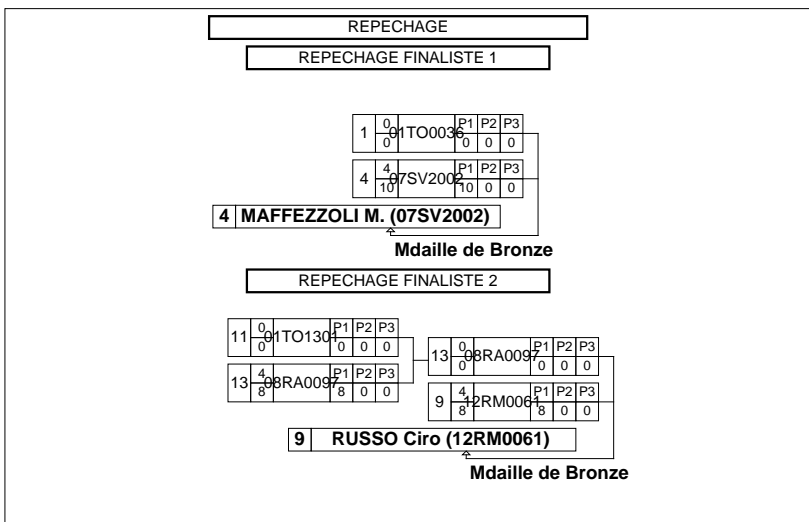 REPECHAGE
REPECHAGE FINALISTE 1
1 0 0 01TO0036 P1 P2 P3 0 0 0
4 4 10 07SV2002 P1 P2 P3 10 0 0
4 MAFFEZZOLI M. (07SV2002)
Mdaille de Bronze
REPECHAGE FINALISTE 2
11 0 0 01TO1301 P1 P2 P3 0 0 0
13 4 8 08RA0097 P1 P2 P3 8 0 0
13 0 0 08RA0097 P1 P2 P3 0 0 0
9 4 8 12RM0061 P1 P2 P3 8 0 0
9 RUSSO Ciro (12RM0061)
Mdaille de Bronze